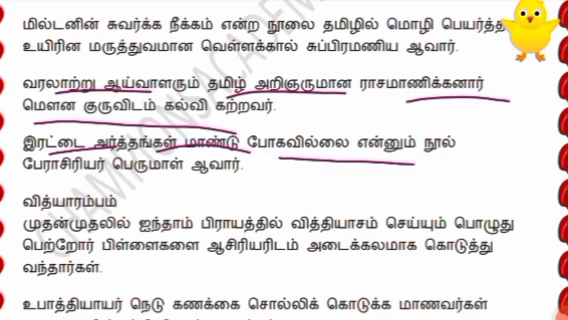 மில்டனின் சுவர்க்க நீக்கம் என்ற நூலை தமிழில் மொழி பெயர்த்த
உயிரின மருத்துவமான வெள்ளக்கால் சுப்பிரமணிய ஆவார்.
வரலாற்று ஆய்வாளரும் தமிழ் அறிஞருமான ராசமாணிக்கனார்
மௌன குருவிடம் கல்வி கற்றவர்.
இரட்டை அர்த்தங்கள் மாண்டு போகவில்லை என்னும் நூல்
பேராசிரியர் பெருமாள் ஆவார்.
வித்யாரம்பம்
முதன்முதலில் ஐந்தாம் பிராயத்தில் வித்தியாசம் செய்யும் பொழுது
பெற்றோர் பிள்ளைகளை ஆசிரியரிடம் அடைக்கலமாக கொடுத்து
வந்தார்கள்.
உபாத்தியாயர் நெடு கணக்கை சொல்லிக் கொடுக்க மாணவர்கள்
CHAMPIONS ACADEMY